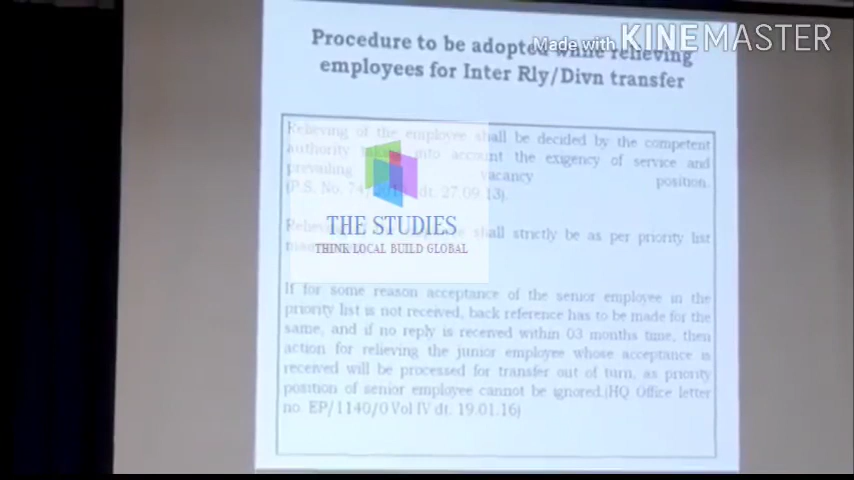 Made with KINEMASTER
Procedure to be adopted while relieving
employees for Inter Rly/Divn transfer
Relieving of the employee shall be decided by the competent
authority into account the exigency of service and
prevailing vacancy position.
(P.S. No. 74/ dt. 27.09.13).
THE STUDIES
THINK LOCAL BUILD GLOBAL
shall strictly be as per priority list
If for some reason acceptance of the senior employee in the
priority list is not received, back reference has to be made for the
same, and if no reply is received within 03 months time, then
action for relieving the junior employee whose acceptance is
received will be processed for transfer out of turn, as priority
position of senior employee cannot be ignored.(HQ Office letter
no. EP/1140/0 Vol IV dt. 19.01.16)